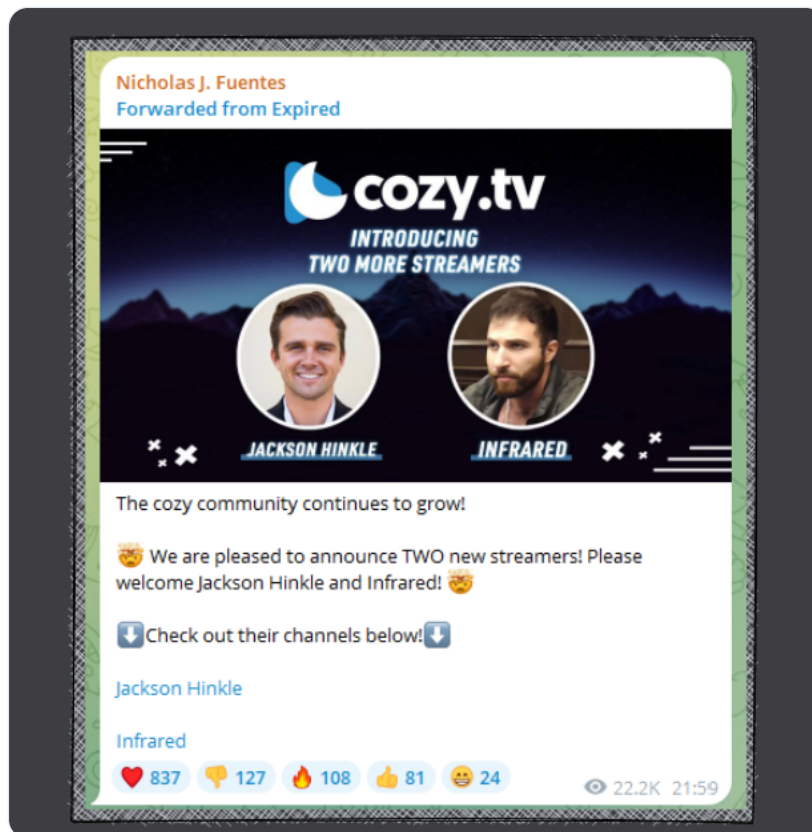 Nicholas J. Fuentes
Forwarded from Expired
cozy.tv
INTRODUCING
TWO MORE STREAMERS
JACKSON HINKLE
INFRARED
The cozy community continues to grow!
🤯 We are pleased to announce TWO new streamers! Please
welcome Jackson Hinkle and Infrared! 🤯
⬇️Check out their channels below!⬇️
Jackson Hinkle
Infrared
❤️ 837 👎 127 🔥 108 👍 81 😁 24
22.2K 21:59